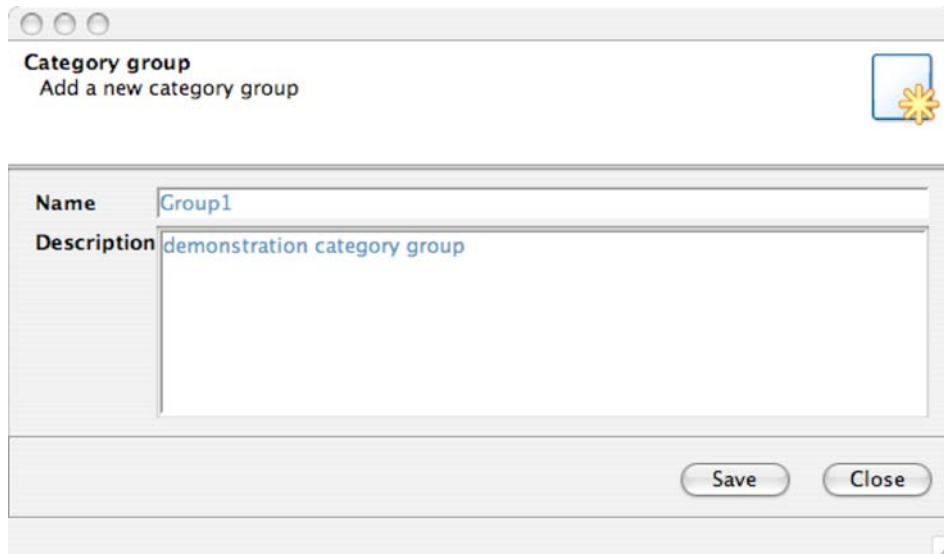 Category group
Add a new category group
Name Group1
Description demonstration category group
Save Close